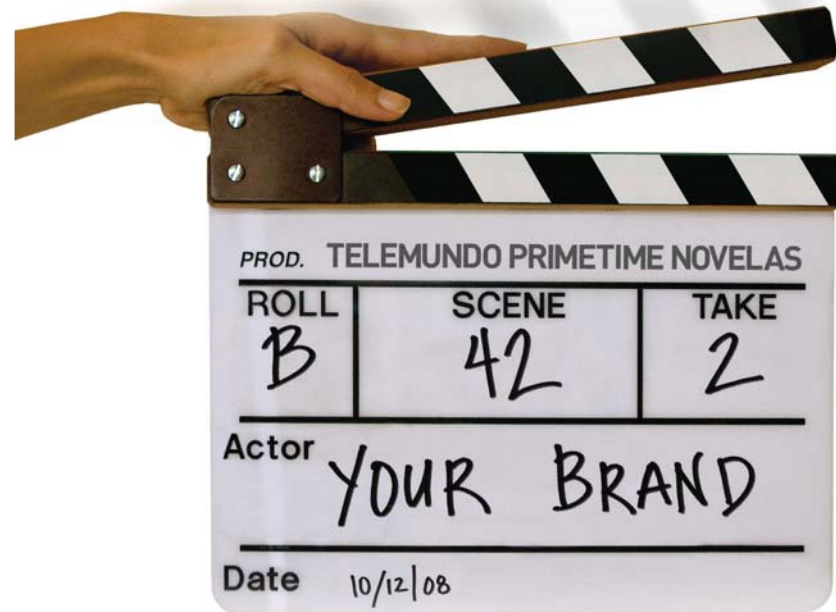 PROD. TELEMUNDO PRIMETIME NOVELAS
ROLL SCENE TAKE
B 42 2
Actor YOUR BRAND
Date 10/12/08